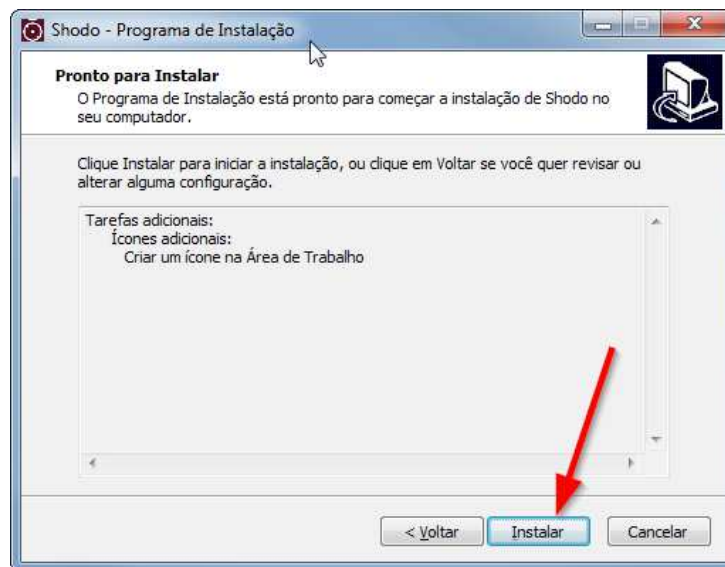 Shodo - Programa de Instalação
Pronto para Instalar
O Programa de Instalação está pronto para começar a instalação de Shodo no
seu computador.
Clique Instalar para iniciar a instalação, ou clique em Voltar se você quer revisar ou
alterar alguma configuração.
Tarefas adicionais:
Ícones adicionais:
Criar um ícone na Área de Trabalho
< Voltar
Instalar
Cancelar